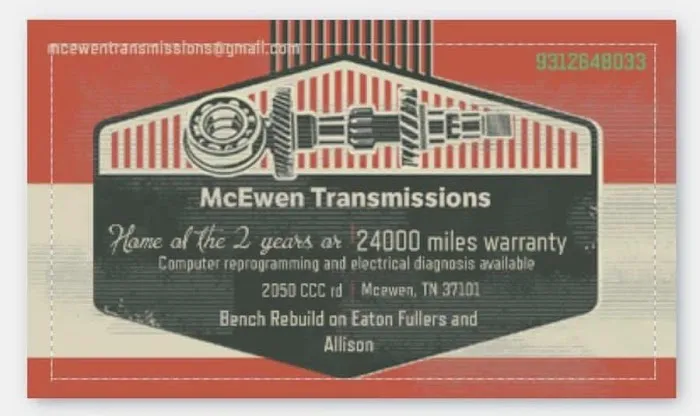 mcewentransmissions@gmail.com
9312648033
McEwen Transmissions
Home of the 2 years or 24000 miles warranty
Computer reprogramming and electrical diagnosis available
2050 CCC rd Mcewen, TN 37101
Bench Rebuild on Eaton Fullers and
Allison